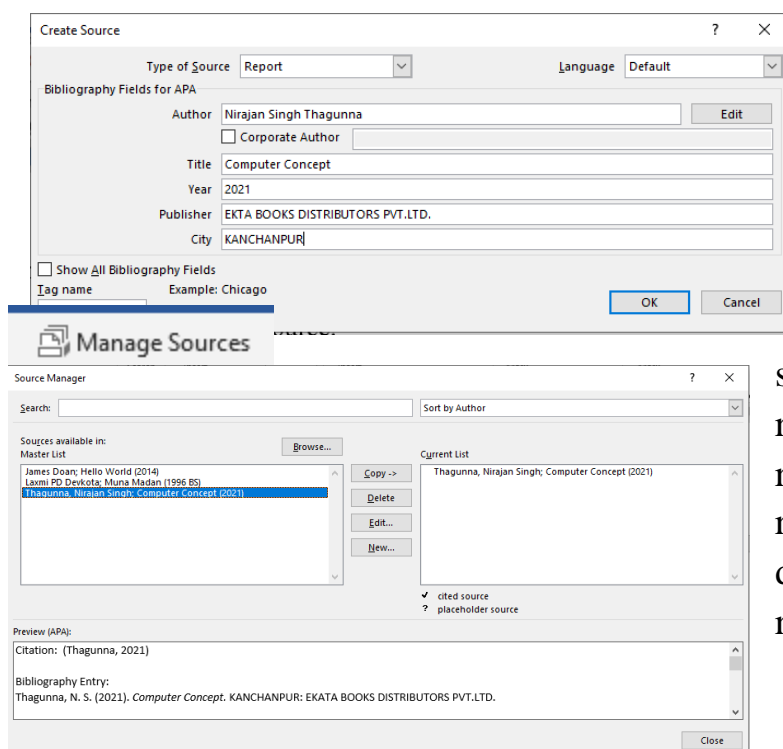 Create Source
? ×
Type of Source Report Language Default
Bibliography Fields for APA
Author Nirajan Singh Thagunna Edit
Corporate Author
Title Computer Concept
Year 2021
Publisher EKTA BOOKS DISTRIBUTORS PVT.LTD.
City KANCHANPUR
Show All Bibliography Fields
Tag name Example: Chicago
OK Cancel
Manage Sources
Source Manager ? ×
Search: Sort by Author
Sources available in:
Master List Browse... Current List
James Doan; Hello World (2014)
Laxmi PD Devkota; Muna Madan (1996 BS)
Thagunna, Nirajan Singh; Computer Concept (2021)
Copy ->
Delete
Edit...
New...
Thagunna, Nirajan Singh; Computer Concept (2021)
✓ cited source
? placeholder source
Preview (APA):
Citation: (Thagunna, 2021)
Bibliography Entry:
Thagunna, N. S. (2021). Computer Concept. KANCHANPUR: EKATA BOOKS DISTRIBUTORS PVT.LTD.
Close